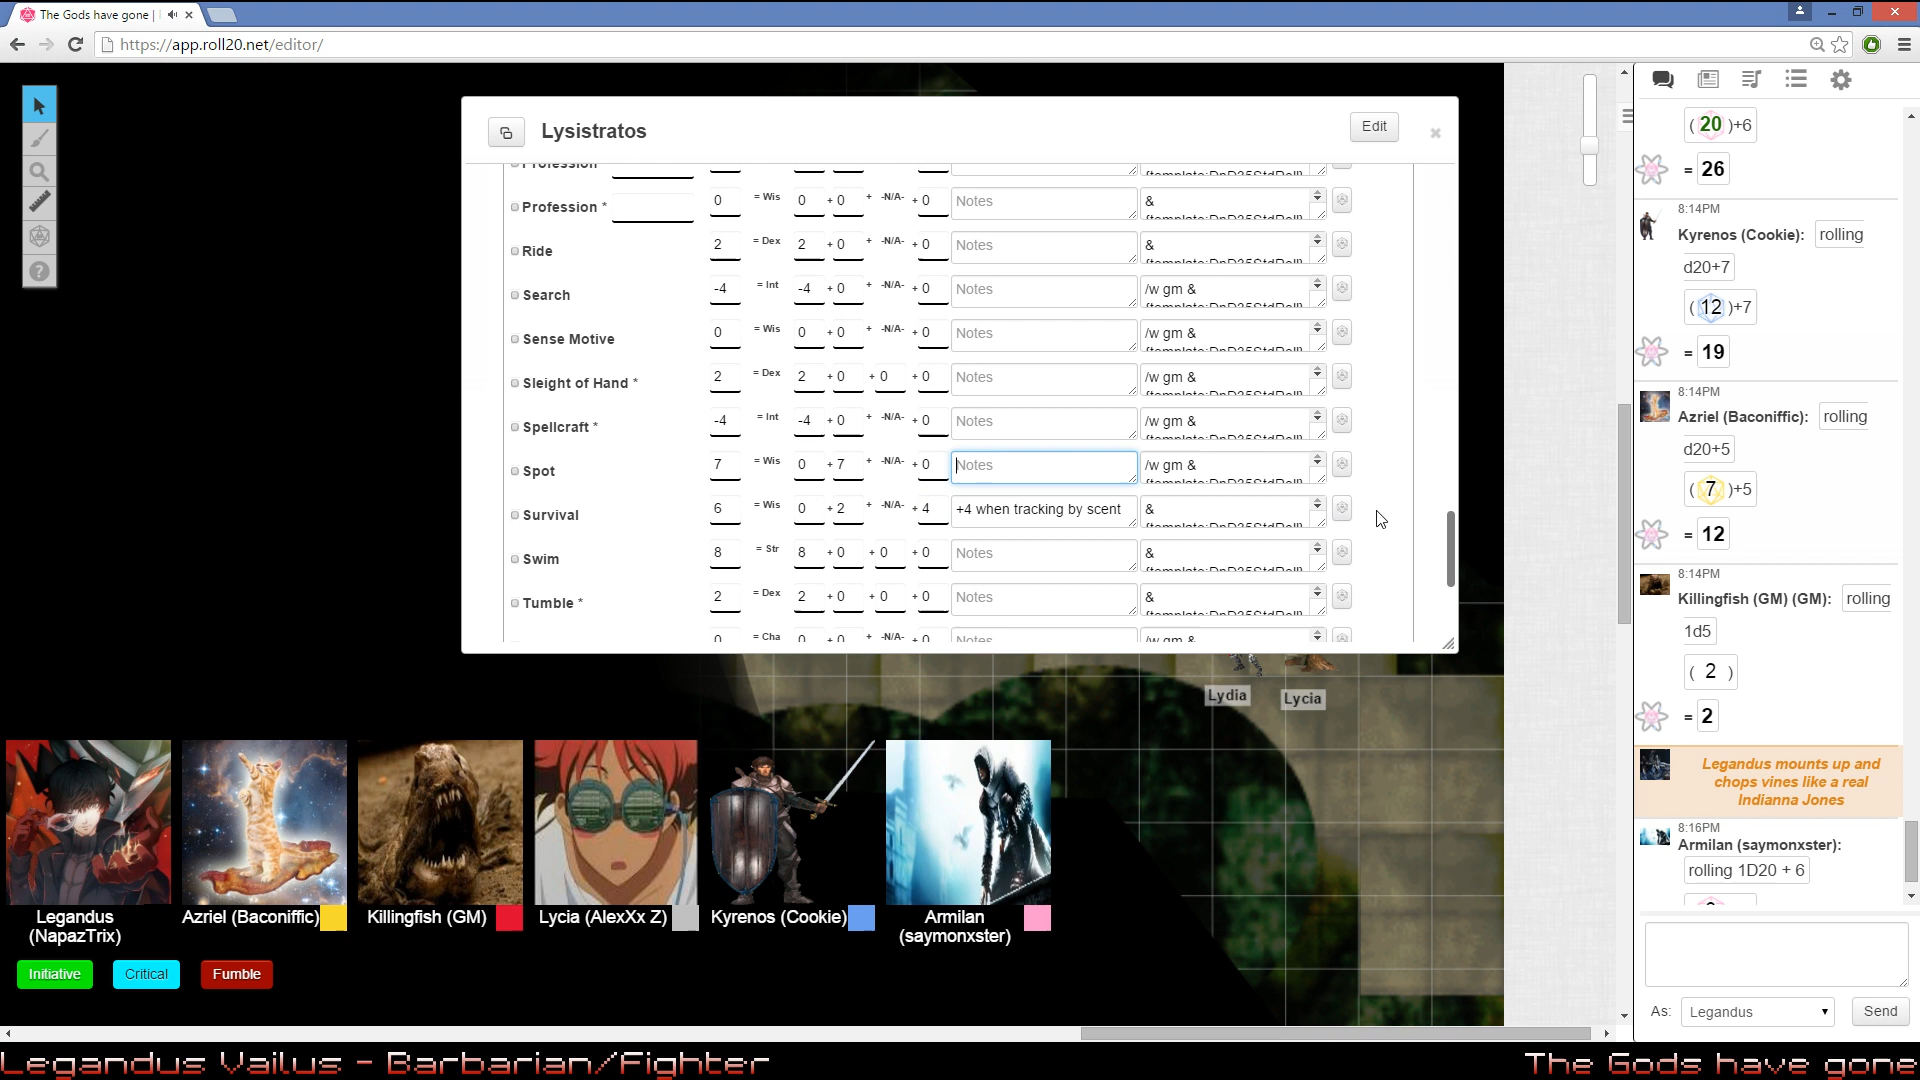 The Gods have gone |
https://app.roll20.net/editor/
Lysistratos
Edit
Profession
Profession * 0 = Wis 0 + 0 + -N/A- + 0 Notes &
Ride 2 = Dex 2 + 0 + -N/A- + 0 Notes &
Search -4 = Int -4 + 0 + -N/A- + 0 Notes /w gm &
Sense Motive 0 = Wis 0 + 0 + -N/A- + 0 Notes /w gm &
Sleight of Hand * 2 = Dex 2 + 0 + 0 + 0 Notes /w gm &
Spellcraft * -4 = Int -4 + 0 + -N/A- + 0 Notes /w gm &
Spot 7 = Wis 0 + 7 + -N/A- + 0 Notes /w gm &
Survival 6 = Wis 0 + 2 + -N/A- + 4 +4 when tracking by scent &
Swim 8 = Str 8 + 0 + 0 + 0 Notes &
Tumble * 2 = Dex 2 + 0 + 0 + 0 Notes &
0 = Cha 0 + 0 + -N/A- + 0 Notes /w gm &
Lydia
Lycia
Legandus
(NapazTrix)
Azriel (Baconiffic)
Killingfish (GM)
Lycia (AlexXx Z)
Kyrenos (Cookie)
Armilan
(saymonxster)
Initiative
Critical
Fumble
(20)+6
= 26
8:14PM
Kyrenos (Cookie): rolling
d20+7
(12)+7
= 19
8:14PM
Azriel (Baconiffic): rolling
d20+5
(7)+5
= 12
8:14PM
Killingfish (GM) (GM): rolling
1d5
( 2 )
= 2
Legandus mounts up and
chops vines like a real
Indianna Jones
8:16PM
Armilan (saymonxster):
rolling 1D20 + 6
As: Legandus
Send
Legandus Vailus - Barbarian/Fighter
The Gods have gone